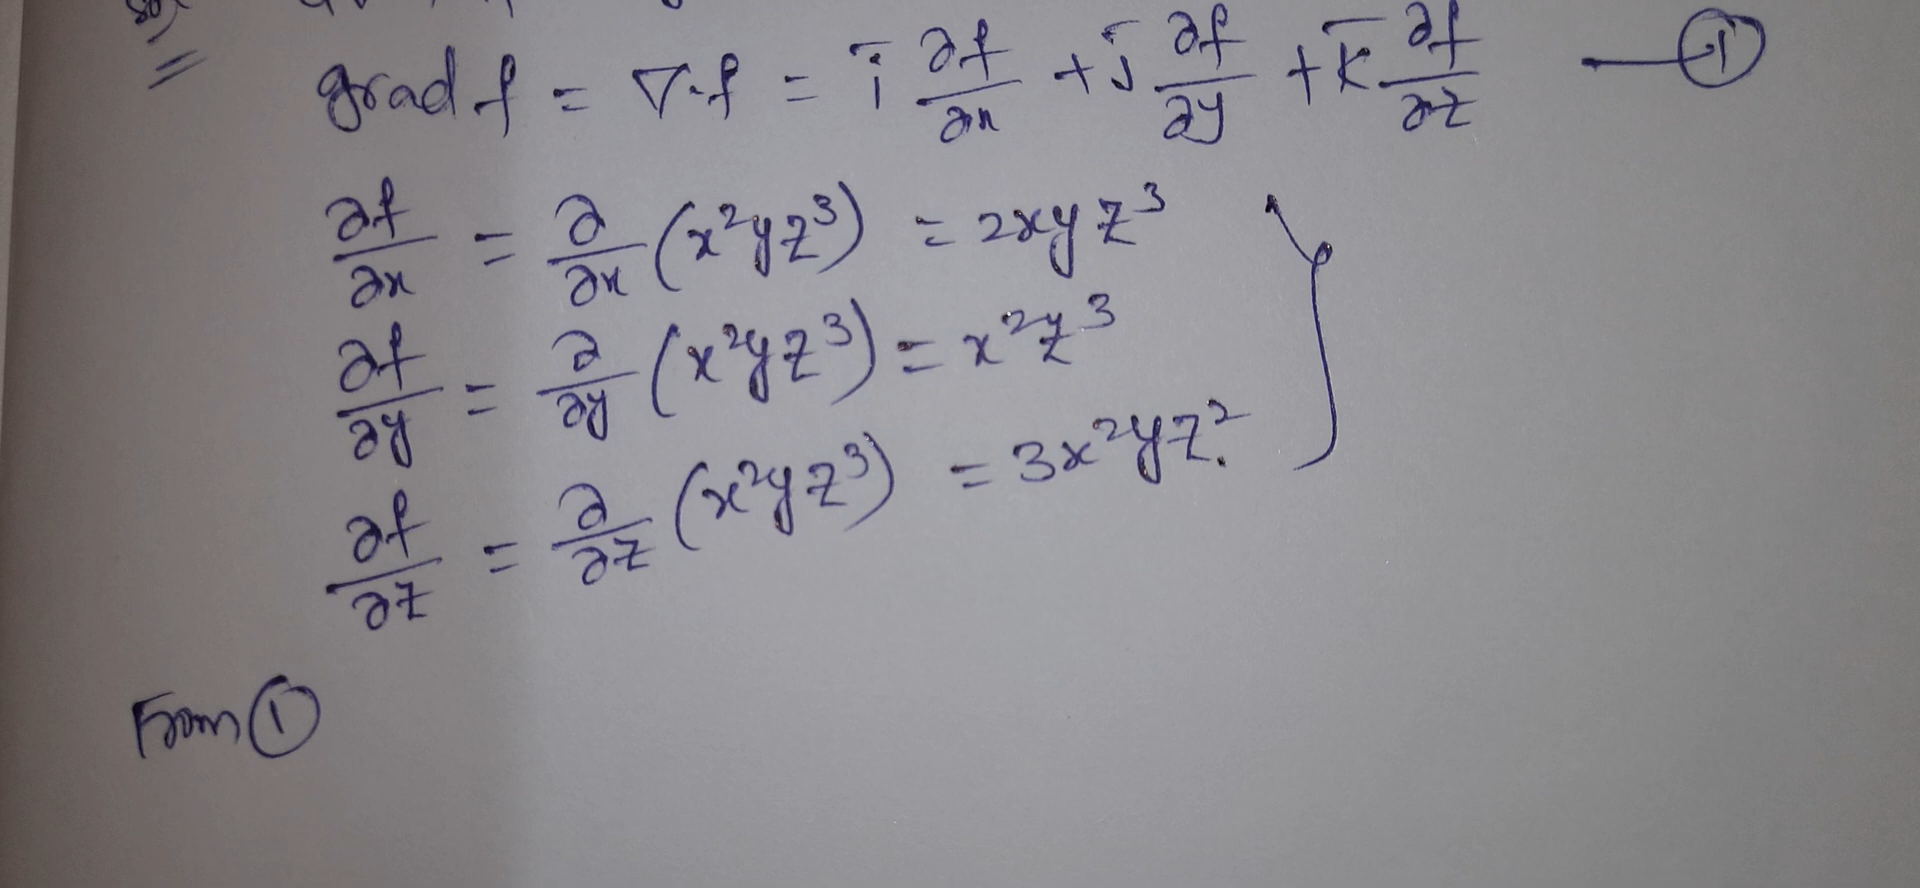 grad f = ∇·f = i̅ ∂f/∂x + j̅ ∂f/∂y + k̅ ∂f/∂z — ①
∂f/∂x = ∂/∂x (x²yz³) = 2xyz³
∂f/∂y = ∂/∂y (x²yz³) = x²z³
∂f/∂z = ∂/∂z (x²yz³) = 3x²yz².
From ①